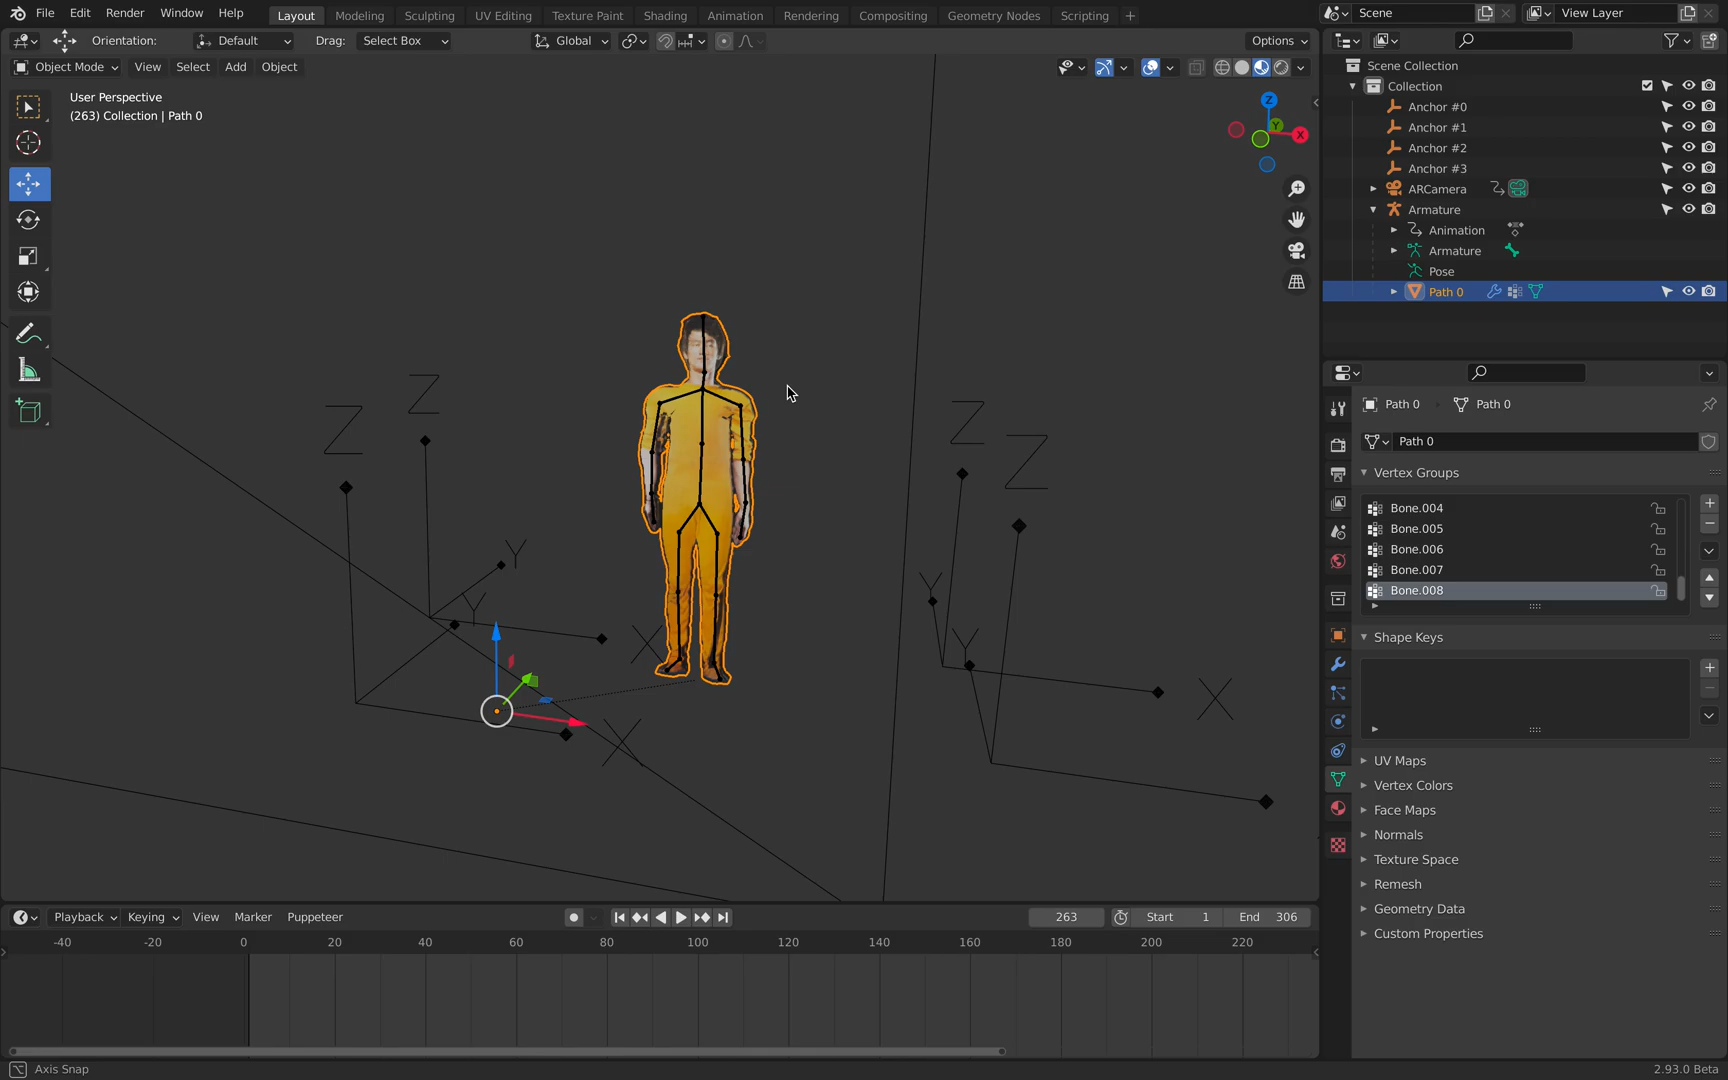 File Edit Render Window Help Layout Modeling Sculpting UV Editing Texture Paint Shading Animation Rendering Compositing Geometry Nodes Scripting + Scene View Layer
Orientation: Default Drag: Select Box Global Options
Object Mode View Select Add Object
User Perspective
(263) Collection | Path 0
Z
Y
X
Z
Z
Y
Y
X
Z
Z
Y
Y
X
X
Scene Collection
Collection
Anchor #0
Anchor #1
Anchor #2
Anchor #3
ARCamera
Armature
Animation
Armature
Pose
Path 0
Path 0 Path 0
Path 0
Vertex Groups
Bone.004
Bone.005
Bone.006
Bone.007
Bone.008
Shape Keys
UV Maps
Vertex Colors
Face Maps
Normals
Texture Space
Remesh
Geometry Data
Custom Properties
Playback Keying View Marker Puppeteer 263 Start 1 End 306
-40 -20 0 20 40 60 80 100 120 140 160 180 200 220
Axis Snap 2.93.0 Beta